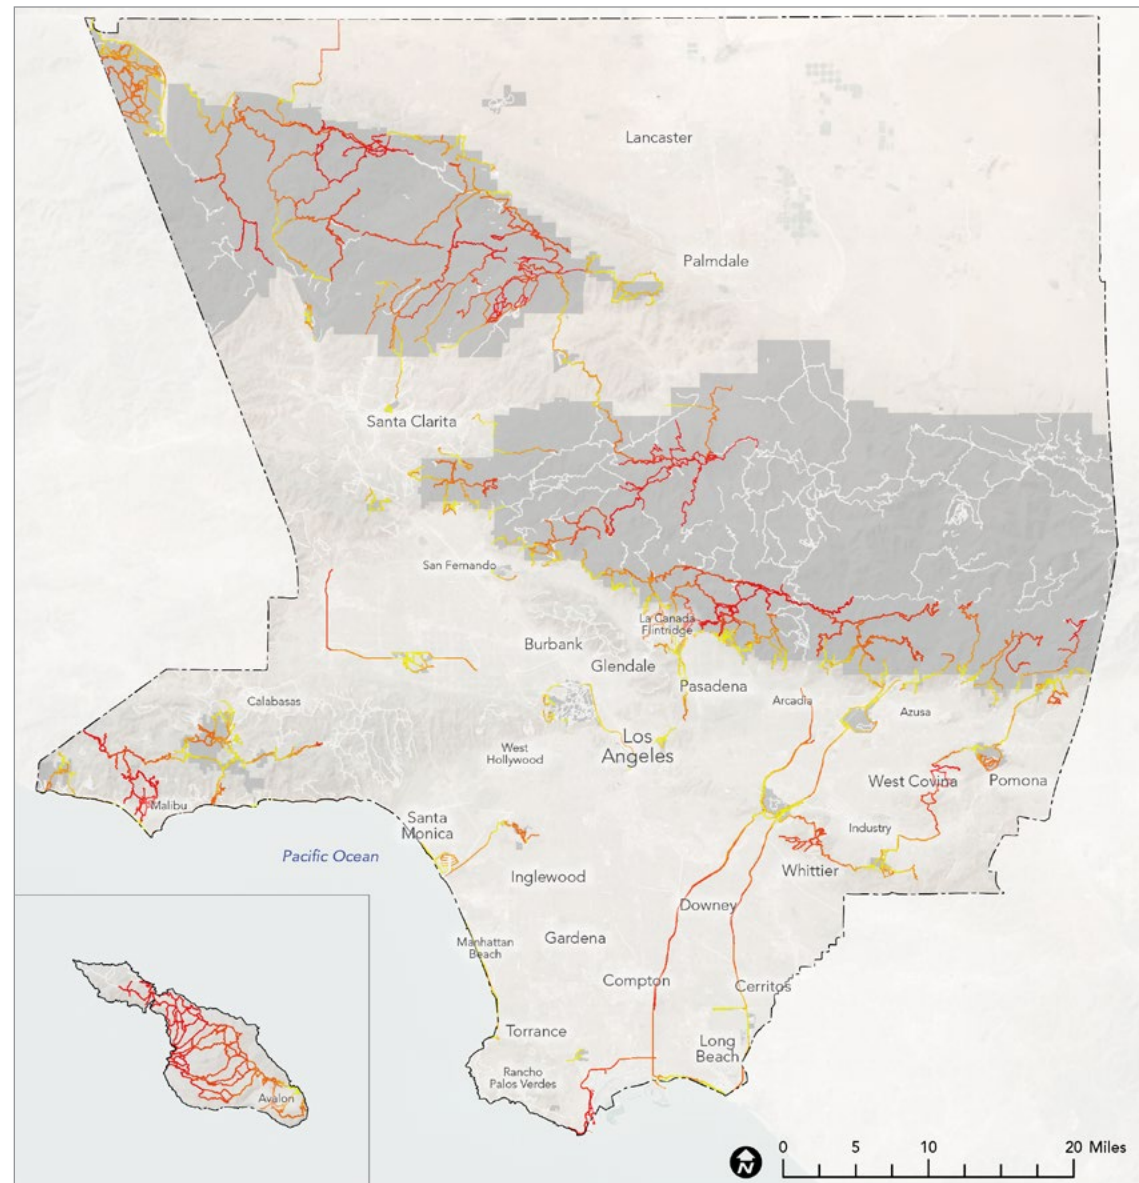 Lancaster
Palmdale
Santa Clarita
San Fernando
La Canada
Flintridge
Burbank
Glendale
Pasadena
Calabasas
Arcadia
Azusa
Los
Angeles
West
Hollywood
West Covina
Pomona
Malibu
Santa
Monica
Industry
Pacific Ocean
Inglewood
Whittier
Downey
Manhattan
Beach
Gardena
Compton
Cerritos
Torrance
Long
Beach
Rancho
Palos Verdes
Avalon
N
0 5 10 20 Miles